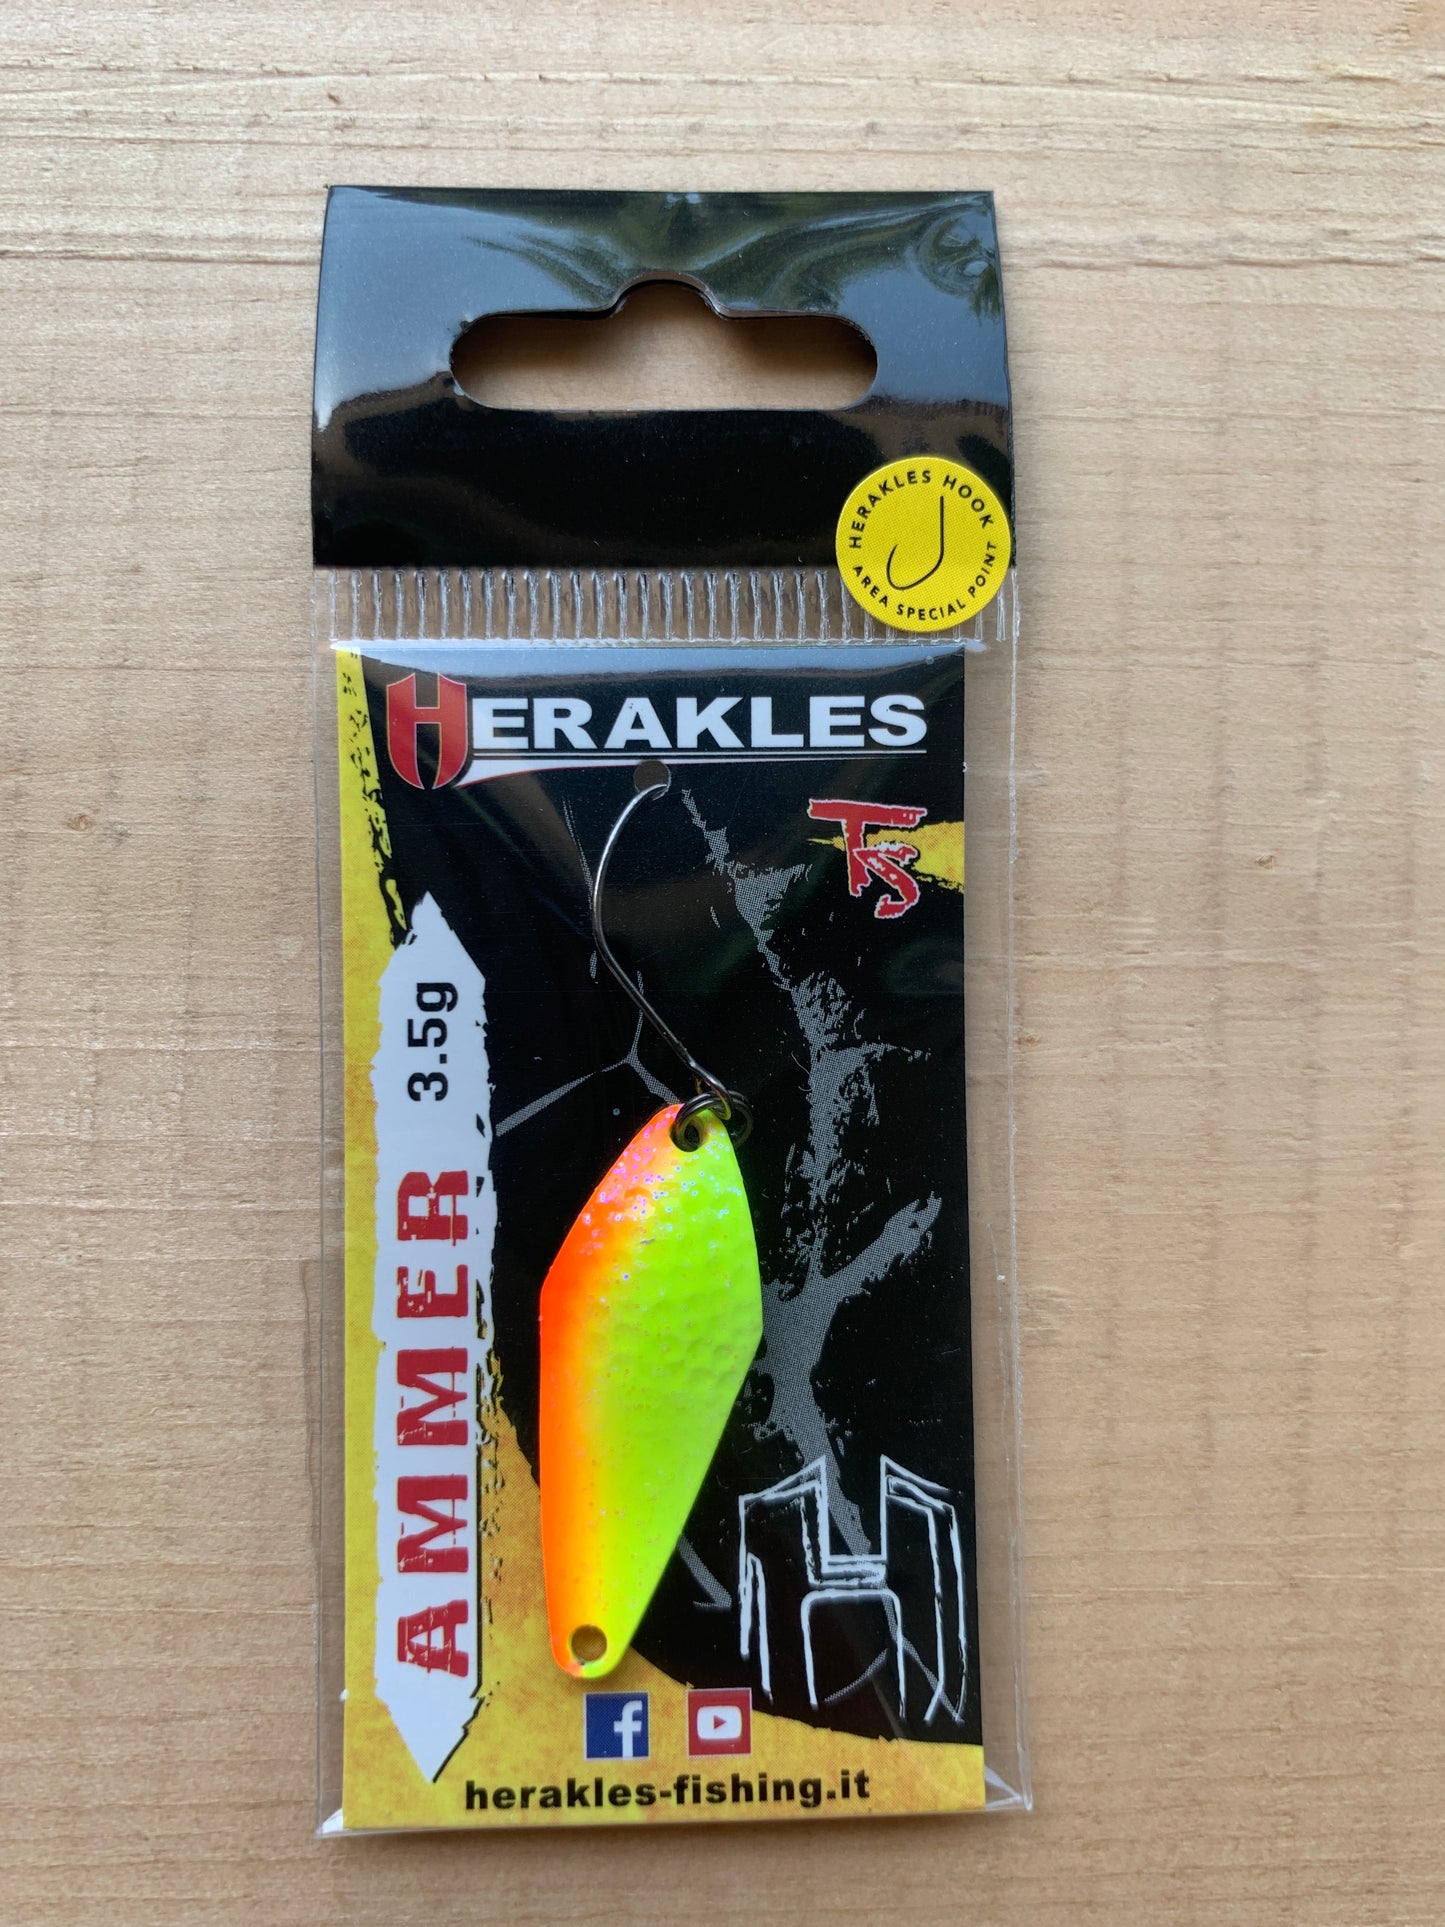 HERAKLES HOOK
AREA SPECIAL POINT
HERAKLES
TS
AMMER 3.5g
f
herakles-fishing.it